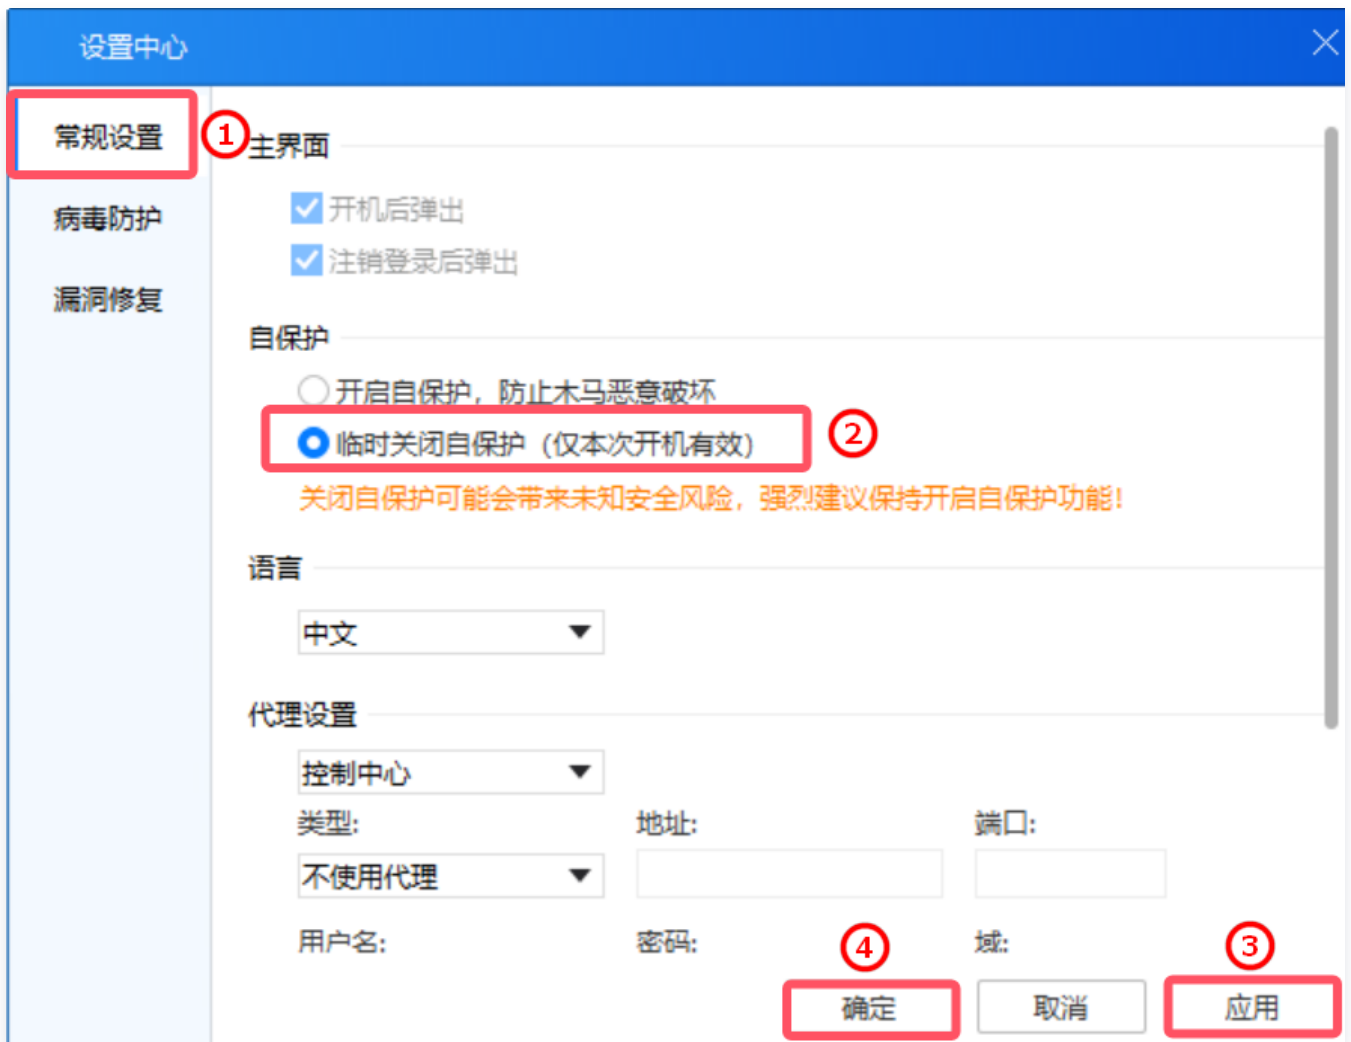 设置中心
常规设置
①
病毒防护
漏洞修复
主界面
开机后弹出
注销登录后弹出
自保护
开启自保护，防止木马恶意破坏
临时关闭自保护（仅本次开机有效）
②
关闭自保护可能会带来未知安全风险，强烈建议保持开启自保护功能！
语言
中文
代理设置
控制中心
类型: 地址: 端口:
不使用代理
用户名: 密码: 域:
④ ③
确定 取消 应用